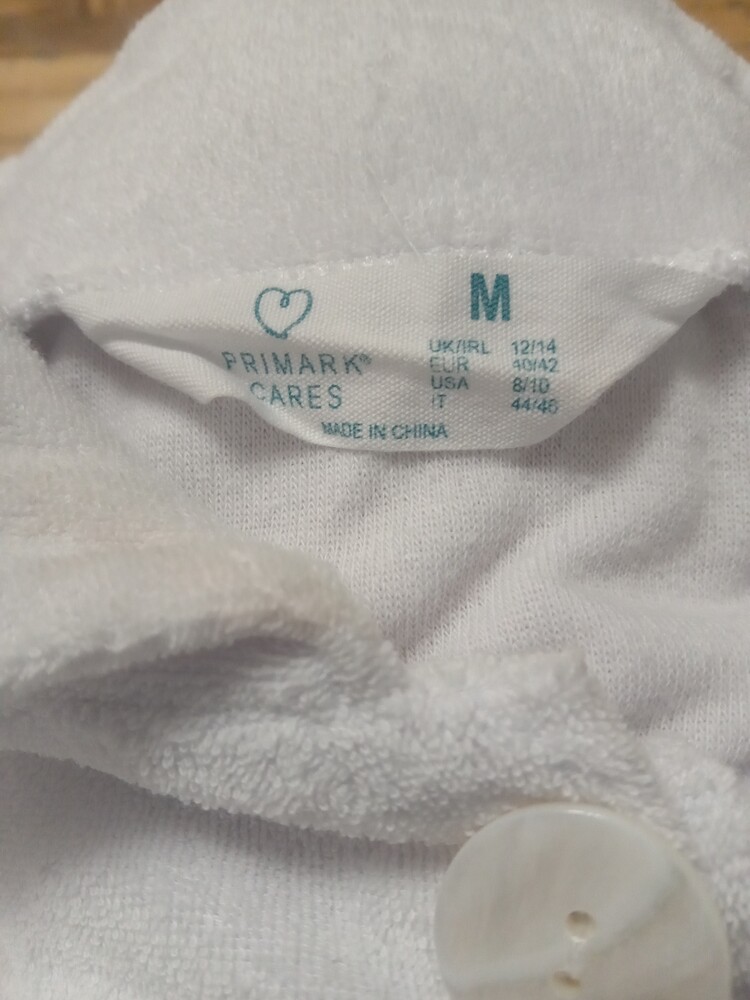 M
PRIMARK®
CARES
UK/IRL 12/14
EUR 40/42
USA 8/10
IT 44/46
MADE IN CHINA